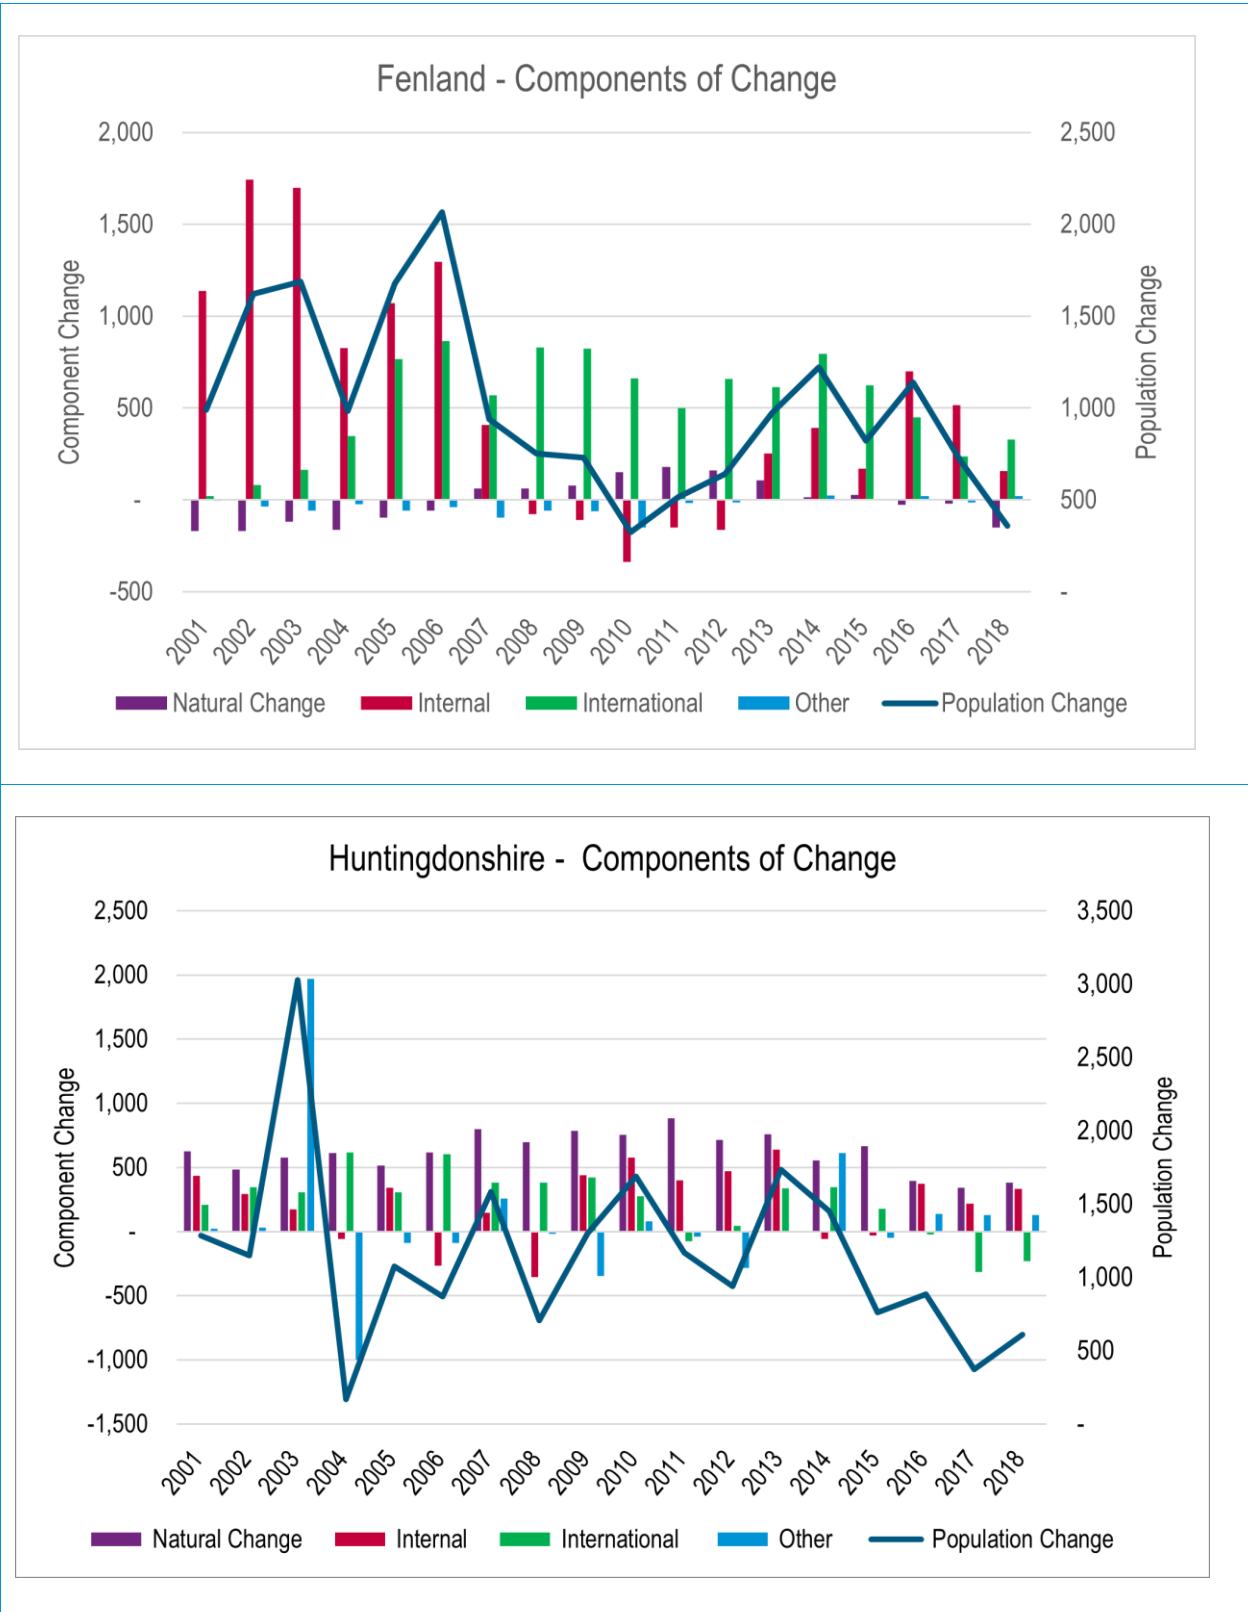 Fenland - Components of Change
2,000
1,500
1,000
500
-
-500
Component Change
2,500
2,000
1,500
1,000
500
-
Population Change
2001 2002 2003 2004 2005 2006 2007 2008 2009 2010 2011 2012 2013 2014 2015 2016 2017 2018
Natural Change Internal International Other Population Change
Huntingdonshire - Components of Change
2,500
2,000
1,500
1,000
500
-
-500
-1,000
-1,500
Component Change
3,500
3,000
2,500
2,000
1,500
1,000
500
-
Population Change
2001 2002 2003 2004 2005 2006 2007 2008 2009 2010 2011 2012 2013 2014 2015 2016 2017 2018
Natural Change Internal International Other Population Change